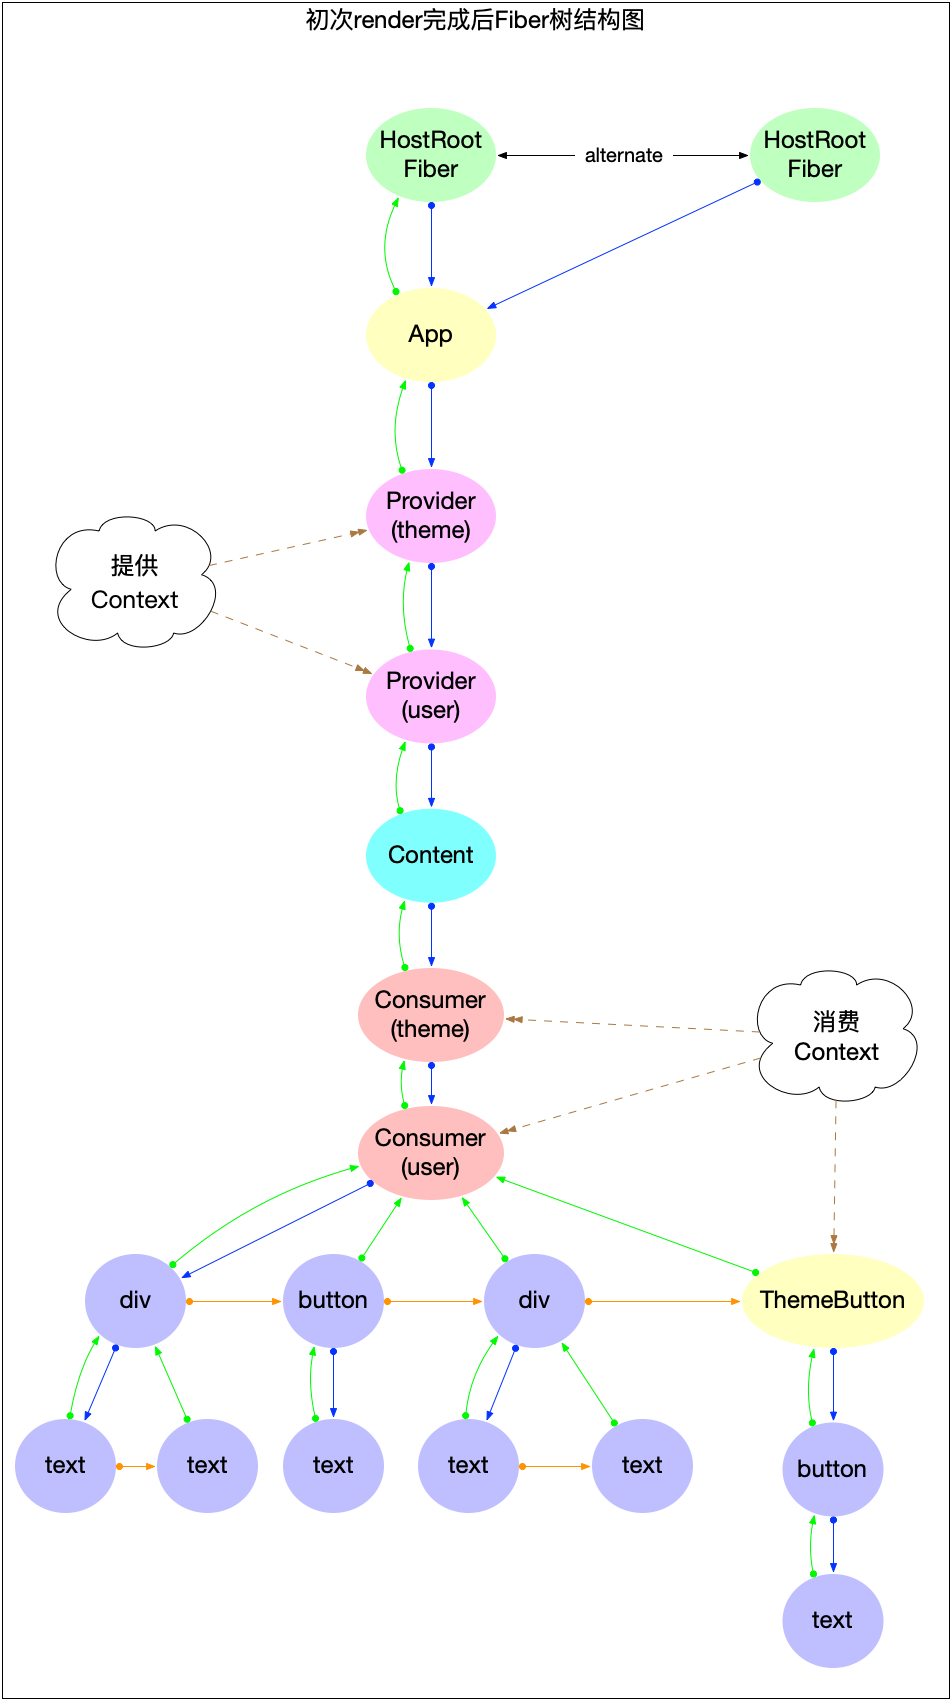 初次render完成后Fiber树结构图
HostRoot
Fiber
alternate
HostRoot
Fiber
App
Provider
(theme)
提供
Context
Provider
(user)
Content
Consumer
(theme)
消费
Context
Consumer
(user)
div
button
div
ThemeButton
text
text
text
text
text
button
text